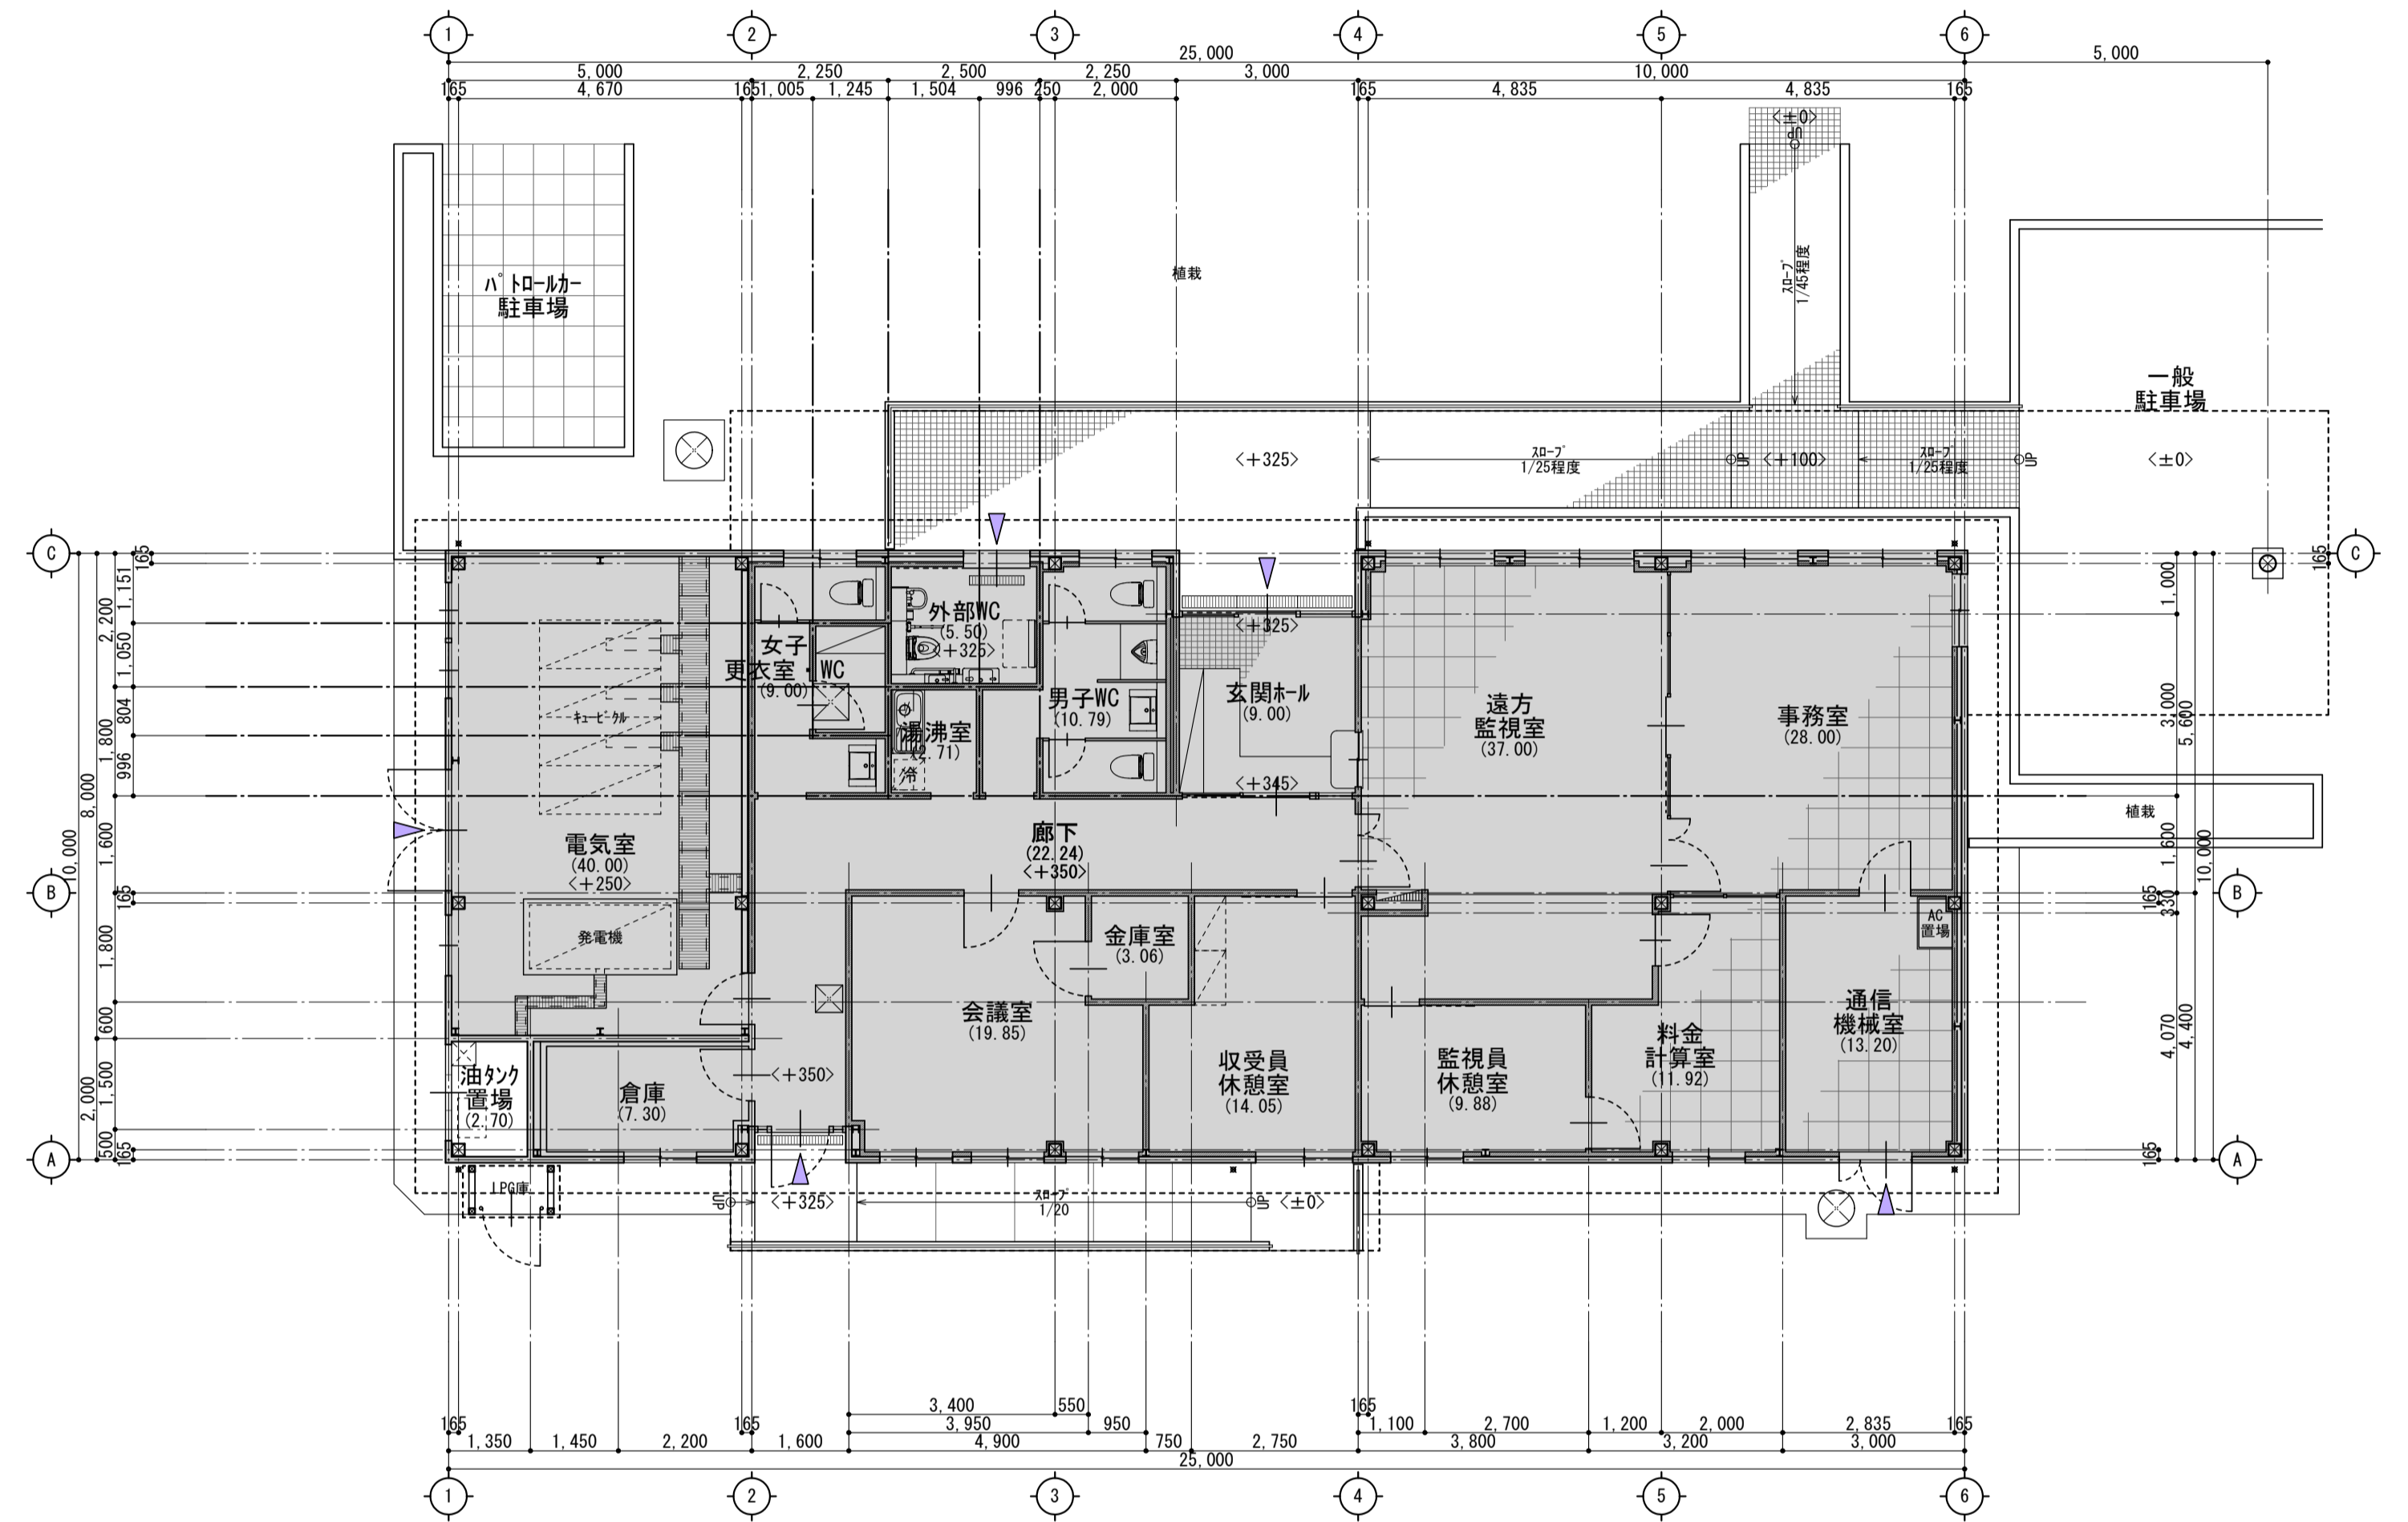 1
2
3
4
5
6
25,000
5,000
5,000
2,250
2,500
2,250
3,000
10,000
165
4,670
165
1,005
1,245
1,504
996
250
2,000
165
4,835
4,835
165
<±0>
UP
ｽﾛｰﾌﾟ
1/45程度
植栽
ﾊﾟﾄﾛｰﾙｶｰ
駐車場
一般
駐車場
<+325>
ｽﾛｰﾌﾟ
1/25程度
UP
<+100>
ｽﾛｰﾌﾟ
1/25程度
UP
<±0>
C
C
165
1,151
2,200
1,050
804
1,800
996
8,000
10,000
1,600
B
165
1,800
600
2,000
1,500
500
165
A
165
1,000
3,000
5,600
1,600
10,000
165
330
B
4,070
4,400
165
A
外部WC
(5.50)
<+325>
女子
更衣室 WC
(9.00)
男子WC
(10.79)
湯沸室
(2.71)
冷
玄関ﾎｰﾙ
(9.00)
<+325>
<+345>
遠方
監視室
(37.00)
事務室
(28.00)
ｷｭｰﾋﾞｸﾙ
電気室
(40.00)
<+250>
発電機
廊下
(22.24)
<+350>
植栽
AC
置場
金庫室
(3.06)
会議室
(19.85)
収受員
休憩室
(14.05)
監視員
休憩室
(9.88)
料金
計算室
(11.92)
通信
機械室
(13.20)
油ﾀﾝｸ
置場
(2.70)
倉庫
(7.30)
<+350>
LPG庫
UP
<+325>
ｽﾛｰﾌﾟ
1/20
UP
<±0>
3,400
550
165
165
165
3,950
950
1,100
2,700
1,200
2,000
2,835
165
1,350
1,450
2,200
1,600
4,900
750
2,750
3,800
3,200
3,000
25,000
1
2
3
4
5
6